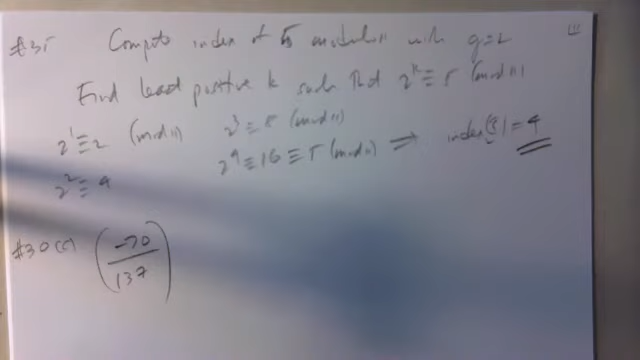 #35 Compute index of 5 modulo 11 with g=2
Find least positive k such that 2^k ≡ 5 (mod 11)
2^1 ≡ 2 (mod 11) 2^3 ≡ 8 (mod 11)
2^2 ≡ 4 2^4 ≡ 16 ≡ 5 (mod 11) ⟹ index(5) = 4
#30(c) (-70/137)